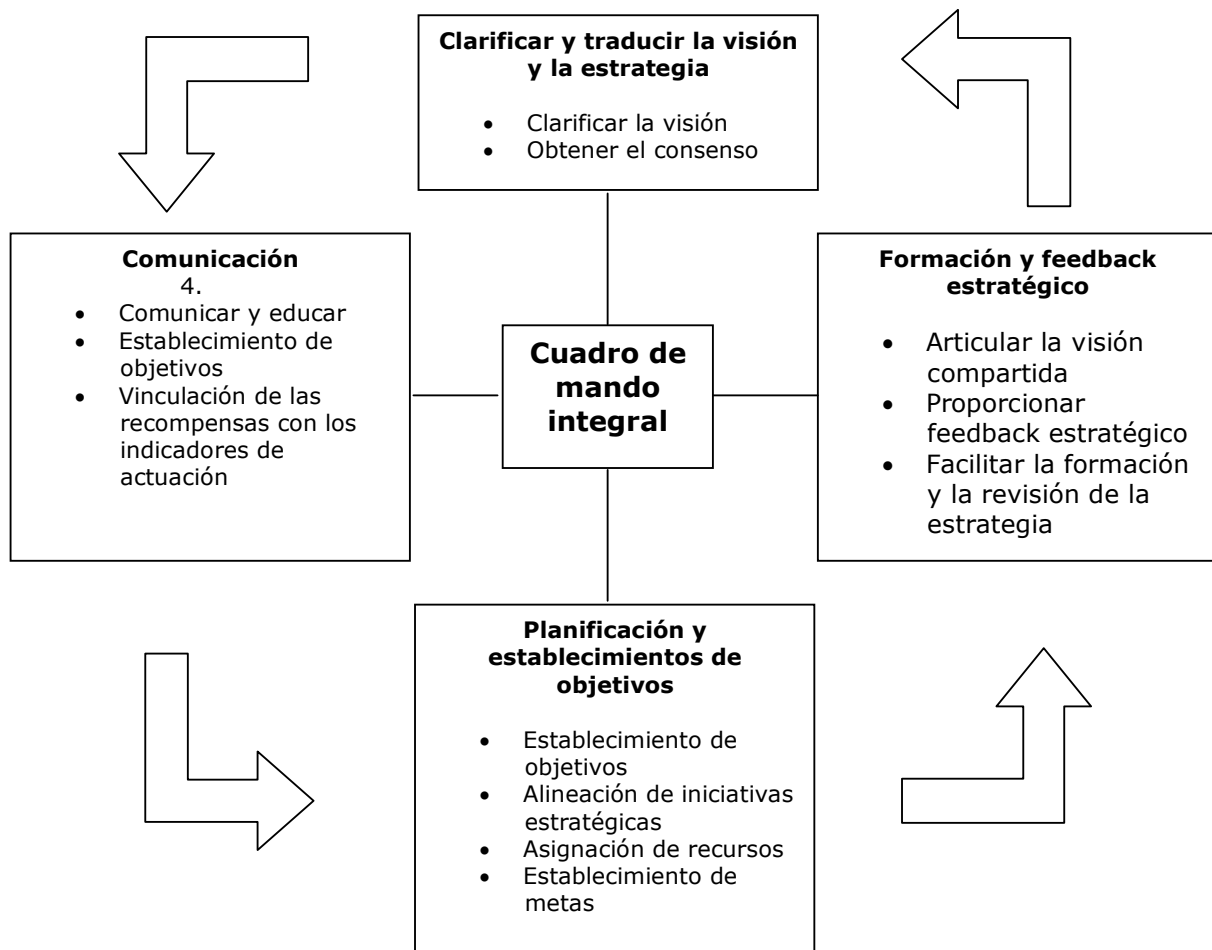 Clarificar y traducir la visión
y la estrategia
• Clarificar la visión
• Obtener el consenso
Comunicación
4.
• Comunicar y educar
• Establecimiento de
objetivos
• Vinculación de las
recompensas con los
indicadores de
actuación
Cuadro de
mando
integral
Formación y feedback
estratégico
• Articular la visión
compartida
• Proporcionar
feedback estratégico
• Facilitar la formación
y la revisión de la
estrategia
Planificación y
establecimientos de
objetivos
• Establecimiento de
objetivos
• Alineación de iniciativas
estratégicas
• Asignación de recursos
• Establecimiento de
metas